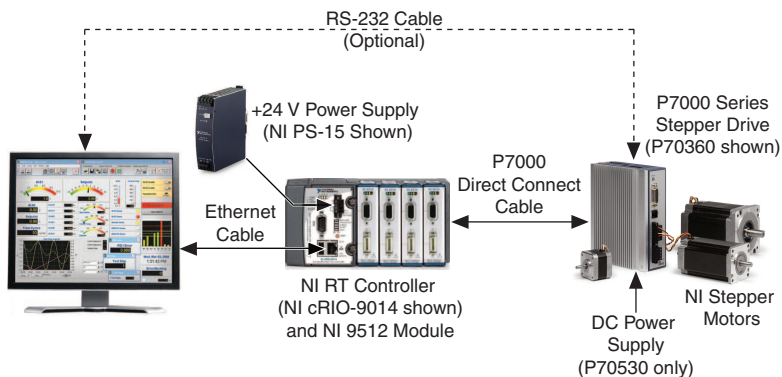 RS-232 Cable
(Optional)
+24 V Power Supply
(NI PS-15 Shown)
P7000 Series
Stepper Drive
(P70360 shown)
P7000
Direct Connect
Cable
Ethernet
Cable
NI RT Controller
(NI cRIO-9014 shown)
and NI 9512 Module
NI Stepper
Motors
DC Power
Supply
(P70530 only)